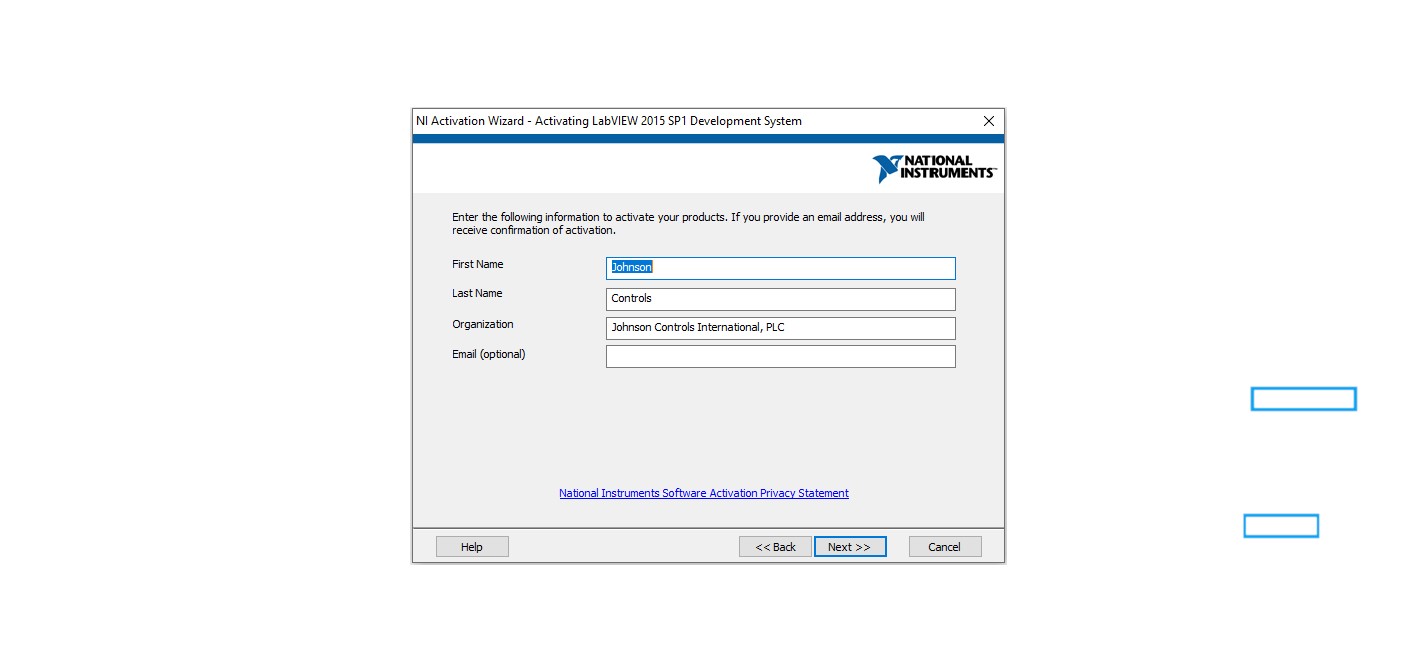 NI Activation Wizard - Activating LabVIEW 2015 SP1 Development System
NATIONAL
INSTRUMENTS™
Enter the following information to activate your products. If you provide an email address, you will
receive confirmation of activation.
First Name
Johnson
Last Name
Controls
Organization
Johnson Controls International, PLC
Email (optional)
National Instruments Software Activation Privacy Statement
Help
<< Back
Next >>
Cancel